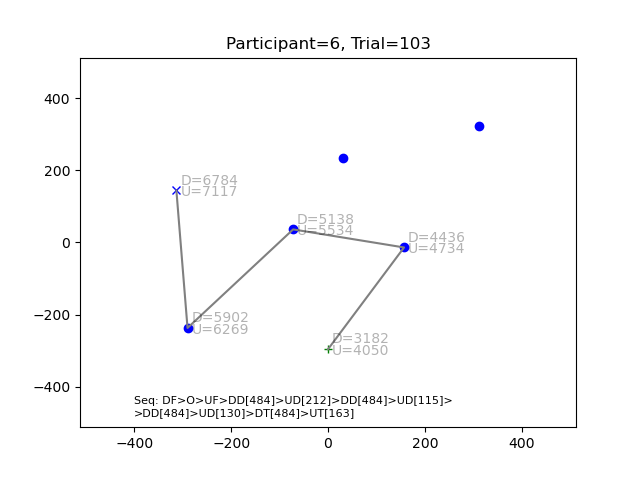 Participant=6, Trial=103
400
200
0
−200
−400
D=6784
U=7117
D=5138
U=5534
D=4436
U=4734
D=5902
U=6269
D=3182
U=4050
Seq: DF>O>UF>DD[484]>UD[212]>DD[484]>UD[115]>
>DD[484]>UD[130]>DT[484]>UT[163]
−400 −200 0 200 400